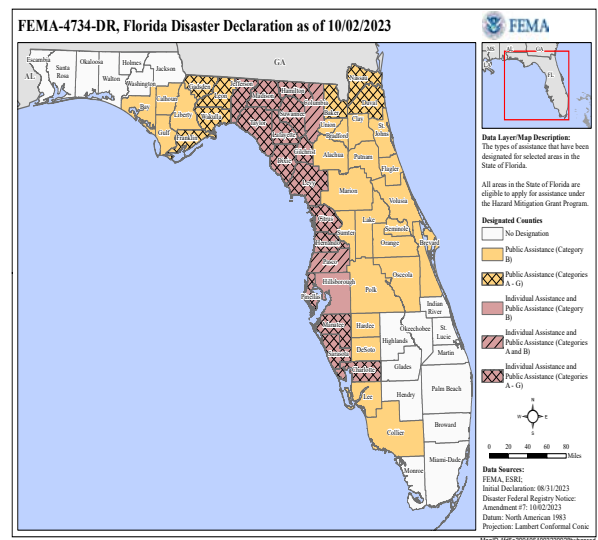 FEMA-4734-DR, Florida Disaster Declaration as of 10/02/2023
FEMA
GA
AL
Escambia
Santa
Rosa
Okaloosa
Walton
Holmes
Washington
Jackson
Bay
Calhoun
Gulf
Liberty
Gadsden
Leon
Wakulla
Franklin
Jefferson
Madison
Taylor
Hamilton
Suwannee
Lafayette
Dixie
Columbia
Gilchrist
Levy
Baker
Union
Bradford
Alachua
Nassau
Duval
Clay
St.
Johns
Putnam
Flagler
Marion
Volusia
Citrus
Sumter
Lake
Hernando
Seminole
Orange
Brevard
Pasco
Pinellas
Hillsborough
Polk
Osceola
Indian
River
Manatee
Hardee
Okeechobee
St.
Lucie
Highlands
Sarasota
DeSoto
Martin
Charlotte
Glades
Lee
Hendry
Palm Beach
Collier
Broward
Monroe
Miami-Dade
MS
AL
GA
LA
FL
Data Layer/Map Description:
The types of assistance that have been
designated for selected areas in the
State of Florida.
All areas in the State of Florida are
eligible to apply for assistance under
the Hazard Mitigation Grant Program.
Designated Counties
No Designation
Public Assistance (Category
B)
Public Assistance (Categories
A - G)
Individual Assistance and
Public Assistance (Category
B)
Individual Assistance and
Public Assistance (Categories
A and B)
Individual Assistance and
Public Assistance (Categories
A - G)
N
W
E
S
0 20 40 60 80
Miles
Data Sources:
FEMA, ESRI;
Initial Declaration: 08/31/2023
Disaster Federal Registry Notice:
Amendment #7: 10/02/2023
Datum: North American 1983
Projection: Lambert Conformal Conic